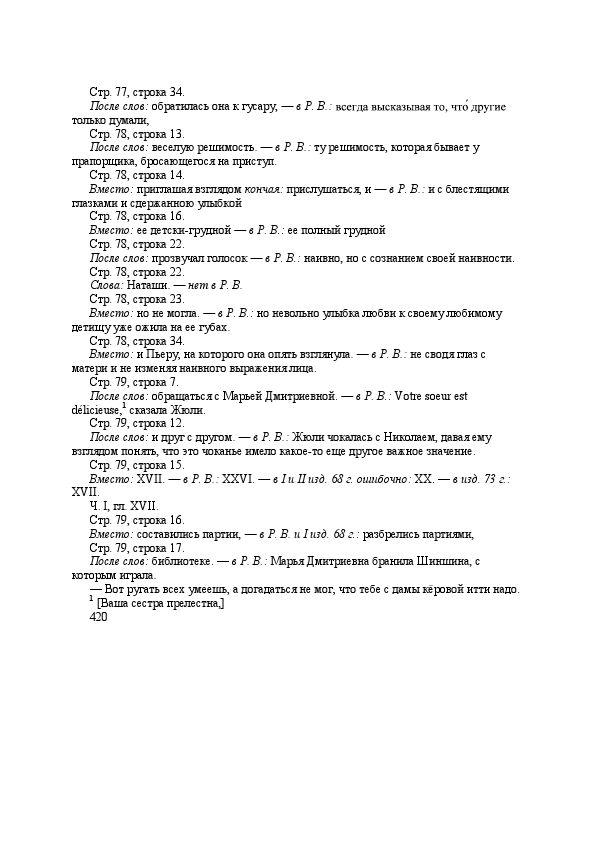 Стр. 77, строка 34.
После слов: обратилась она к гусару, — в Р. В.: всегда высказывая то, что́ другие
только думали,
Стр. 78, строка 13.
После слов: веселую решимость. — в Р. В.: ту решимость, которая бывает у
прапорщика, бросающегося на приступ.
Стр. 78, строка 14.
Вместо: приглашая взглядом кончая: прислушаться, и — в Р. В.: и с блестящими
глазками и сдержанною улыбкой
Стр. 78, строка 16.
Вместо: ее детски-грудной — в Р. В.: ее полный грудной
Стр. 78, строка 22.
После слов: прозвучал голосок — в Р. В.: наивно, но с сознанием своей наивности.
Стр. 78, строка 22.
Слова: Наташи. — нет в Р. В.
Стр. 78, строка 23.
Вместо: но не могла. — в Р. В.: но невольно улыбка любви к своему любимому
детищу уже ожила на ее губах.
Стр. 78, строка 34.
Вместо: и Пьеру, на которого она опять взглянула. — в Р. В.: не сводя глаз с
матери и не изменяя наивного выражения лица.
Стр. 79, строка 7.
После слов: обращаться с Марьей Дмитриевной. — в Р. В.: Votre soeur est
délicieuse,1 сказала Жюли.
Стр. 79, строка 12.
После слов: и друг с другом. — в Р. В.: Жюли чокалась с Николаем, давая ему
взглядом понять, что это чоканье имело какое-то еще другое важное значение.
Стр. 79, строка 15.
Вместо: XVII. — в Р. В.: XXVI. — в I и II изд. 68 г. ошибочно: XX. — в изд. 73 г.:
XVII.
Ч. I, гл. XVII.
Стр. 79, строка 16.
Вместо: составились партии, — в Р. В. и I изд. 68 г.: разбрелись партиями,
Стр. 79, строка 17.
После слов: библиотеке. — в Р. В.: Марья Дмитриевна бранила Шиншина, с
которым играла.
— Вот ругать всех умеешь, а догадаться не мог, что тебе с дамы кёровой итти надо.
1 [Ваша сестра прелестна,]
420